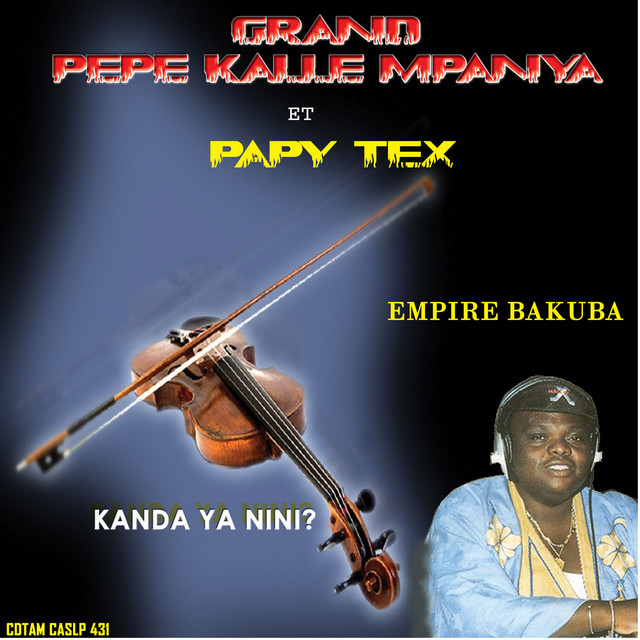 GRAND
PEPE KALLE MPANIYA
ET
PAPY TEX
EMPIRE BAKUBA
KANDA YA NINI?
CDTAM CASLP 431